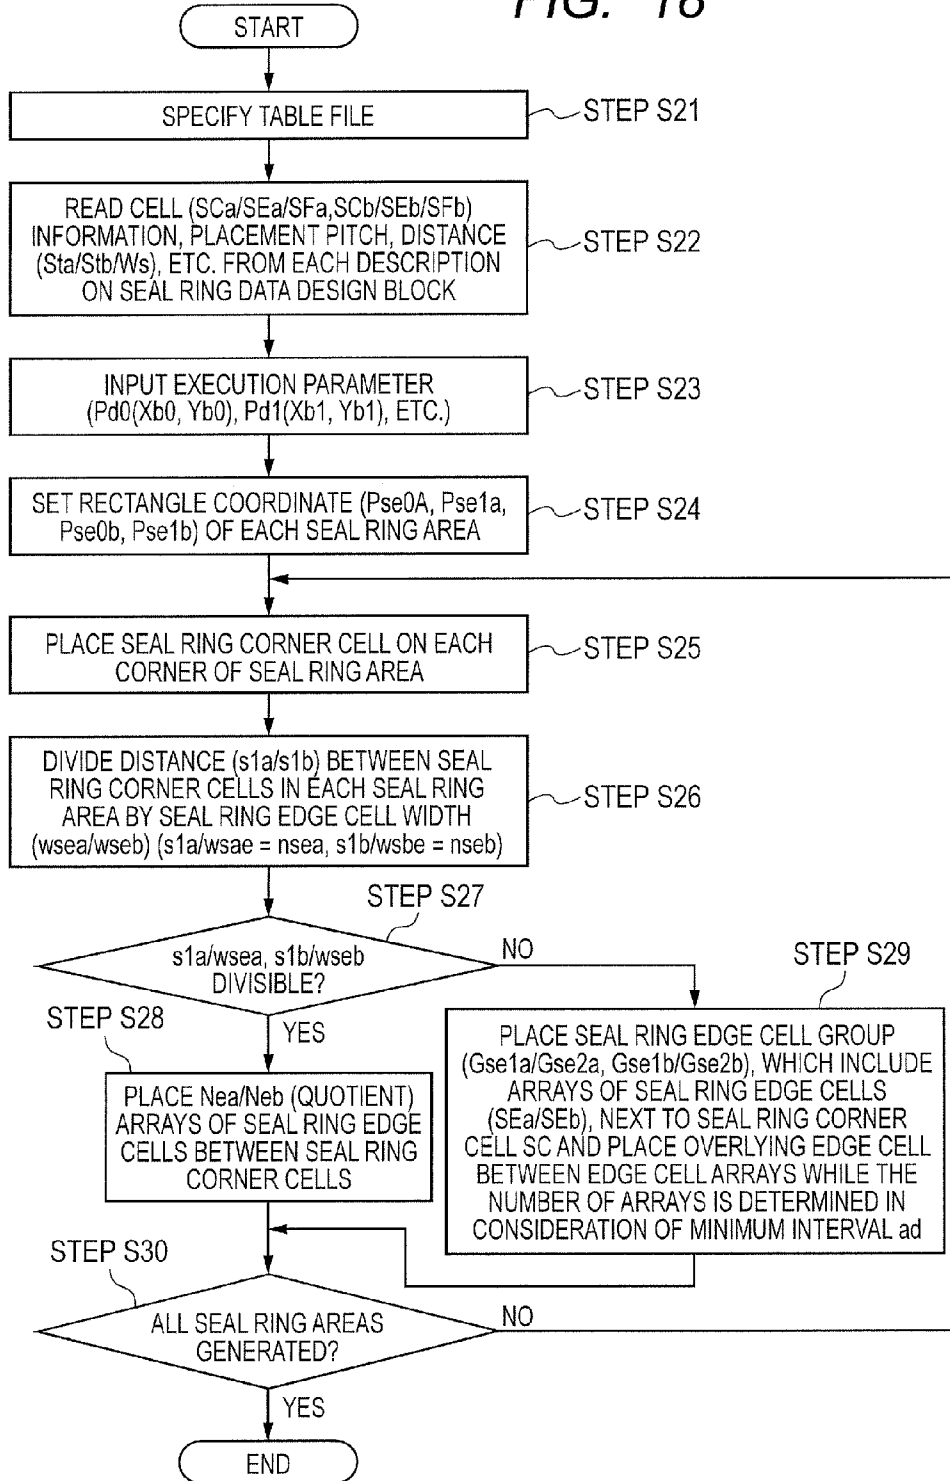 FIG. 18
START
SPECIFY TABLE FILE
STEP S21
READ CELL (SCa/SEa/SFa,SCb/SEb/SFb)
INFORMATION, PLACEMENT PITCH, DISTANCE
(Sta/Stb/Ws), ETC. FROM EACH DESCRIPTION
ON SEAL RING DATA DESIGN BLOCK
STEP S22
INPUT EXECUTION PARAMETER
(Pd0(Xb0, Yb0), Pd1(Xb1, Yb1), ETC.)
STEP S23
SET RECTANGLE COORDINATE (Pse0A, Pse1a,
Pse0b, Pse1b) OF EACH SEAL RING AREA
STEP S24
PLACE SEAL RING CORNER CELL ON EACH
CORNER OF SEAL RING AREA
STEP S25
DIVIDE DISTANCE (s1a/s1b) BETWEEN SEAL
RING CORNER CELLS IN EACH SEAL RING
AREA BY SEAL RING EDGE CELL WIDTH
(wsea/wseb) (s1a/wsae = nsea, s1b/wsbe = nseb)
STEP S26
STEP S27
s1a/wsea, s1b/wseb
DIVISIBLE?
NO
YES
STEP S28
PLACE Nea/Neb (QUOTIENT)
ARRAYS OF SEAL RING EDGE
CELLS BETWEEN SEAL RING
CORNER CELLS
STEP S29
PLACE SEAL RING EDGE CELL GROUP
(Gse1a/Gse2a, Gse1b/Gse2b), WHICH INCLUDE
ARRAYS OF SEAL RING EDGE CELLS
(SEa/SEb), NEXT TO SEAL RING CORNER
CELL SC AND PLACE OVERLYING EDGE CELL
BETWEEN EDGE CELL ARRAYS WHILE THE
NUMBER OF ARRAYS IS DETERMINED IN
CONSIDERATION OF MINIMUM INTERVAL ad
STEP S30
ALL SEAL RING AREAS
GENERATED?
NO
YES
END